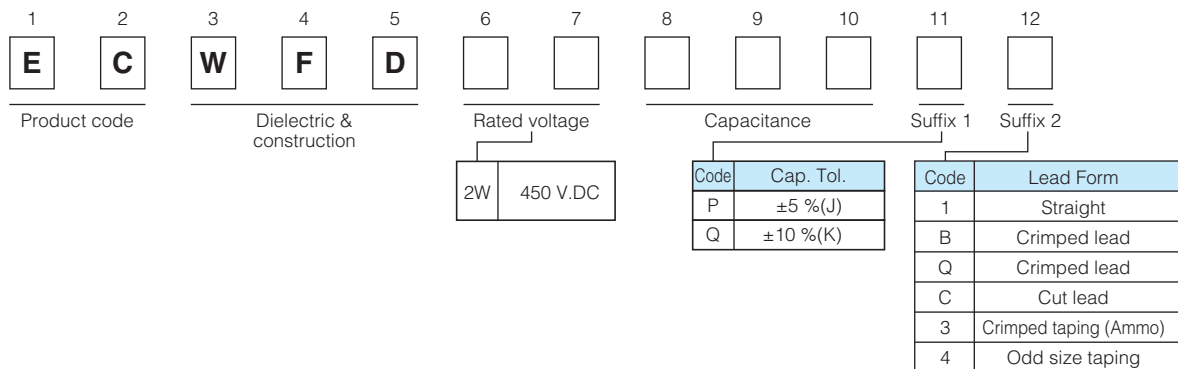 1 2 3 4 5 6 7 8 9 10 11 12
E C W F D
Product code Dielectric & Rated voltage Capacitance Suffix 1 Suffix 2
construction
2W 450 V.DC
Code Cap. Tol.
P ±5 %(J)
Q ±10 %(K)
Code Lead Form
1 Straight
B Crimped lead
Q Crimped lead
C Cut lead
3 Crimped taping (Ammo)
4 Odd size taping